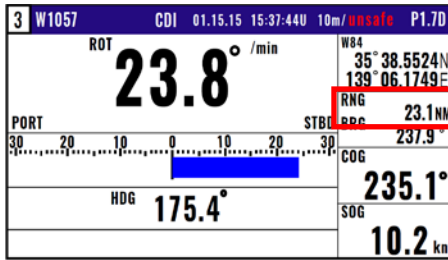 3 W1057 CDI 01.15.15 15:37:44U 10m/unsafe P1.7D
ROT 23.8° /min
PORT STBD
30 20 10 0 10 20 30
HDG 175.4°
W84
35° 38.5524N
139° 06.1749E
RNG
23.1 NM
BRG
237.9°
COG
235.1°
SOG
10.2 kn